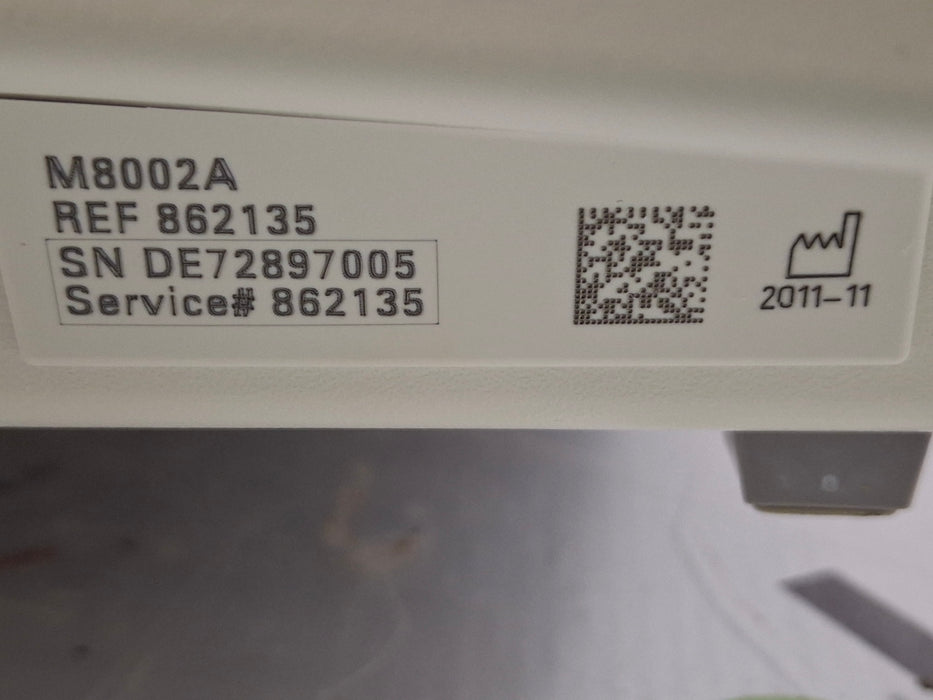 M8002A
REF 862135
SN DE72897005
Service# 862135
2011-11